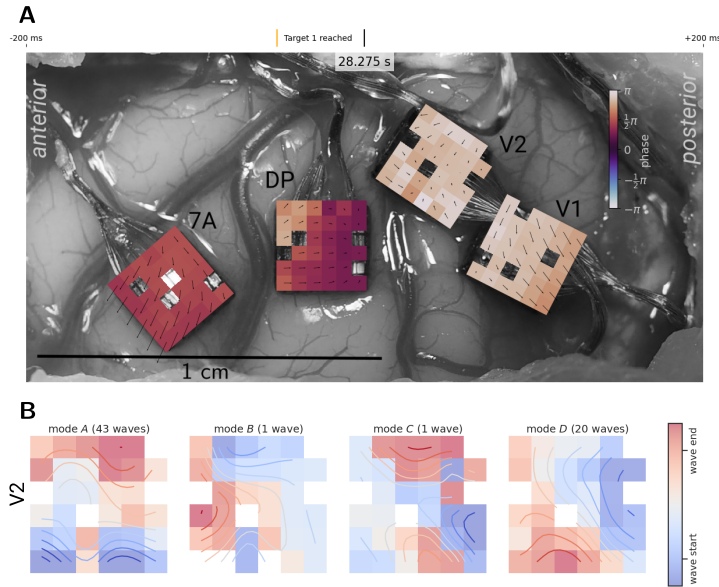 A
-200 ms
Target 1 reached
+200 ms
28.275 s
anterior
posterior
V2
DP
V1
7A
π
½π
0
-½π
-π
phase
1 cm
B
mode A (43 waves)
mode B (1 wave)
mode C (1 wave)
mode D (20 waves)
V2
wave end
wave start